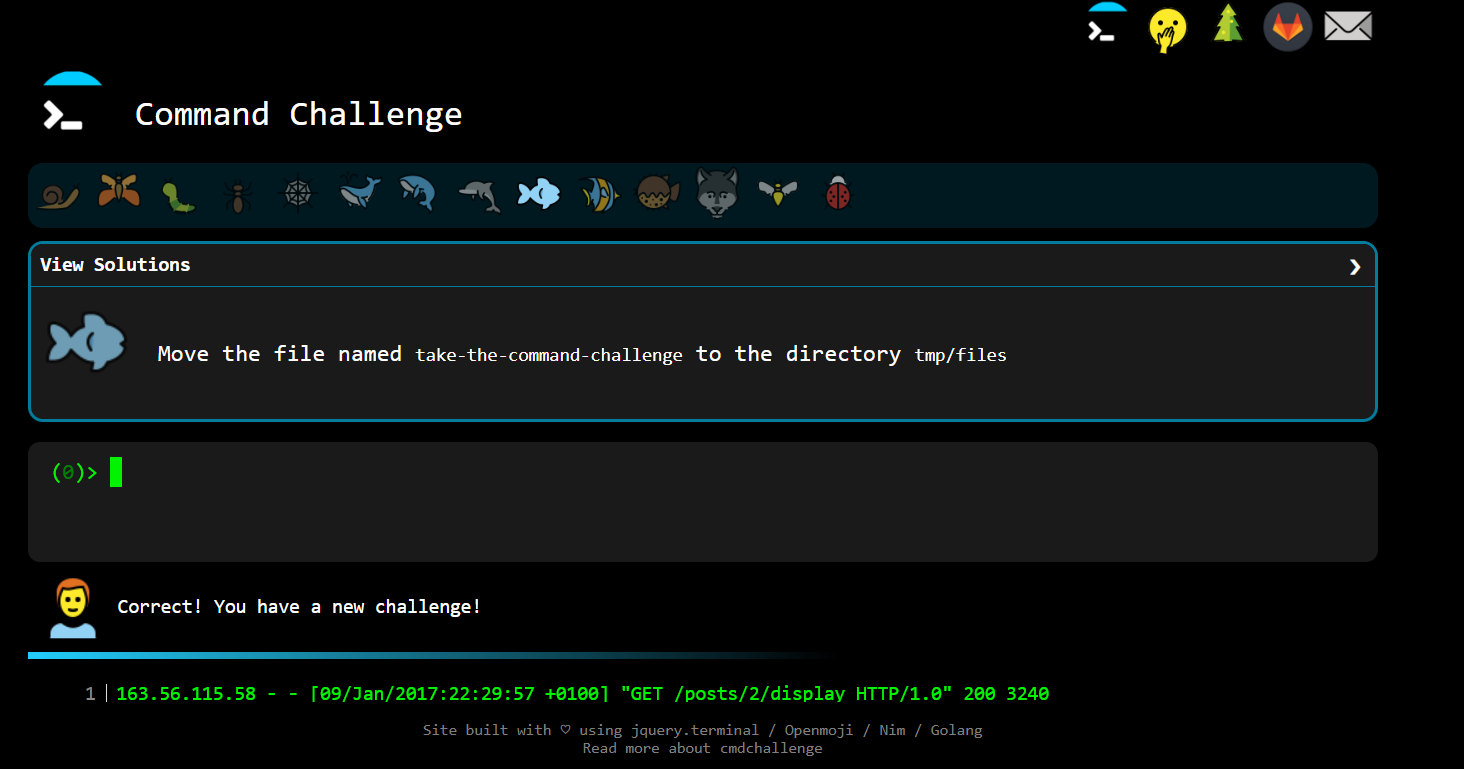 Command Challenge
View Solutions
Move the file named take-the-command-challenge to the directory tmp/files
(0)>
Correct! You have a new challenge!
1 163.56.115.58 - - [09/Jan/2017:22:29:57 +0100] "GET /posts/2/display HTTP/1.0" 200 3240
Site built with ♡ using jquery.terminal / Openmoji / Nim / Golang
Read more about cmdchallenge